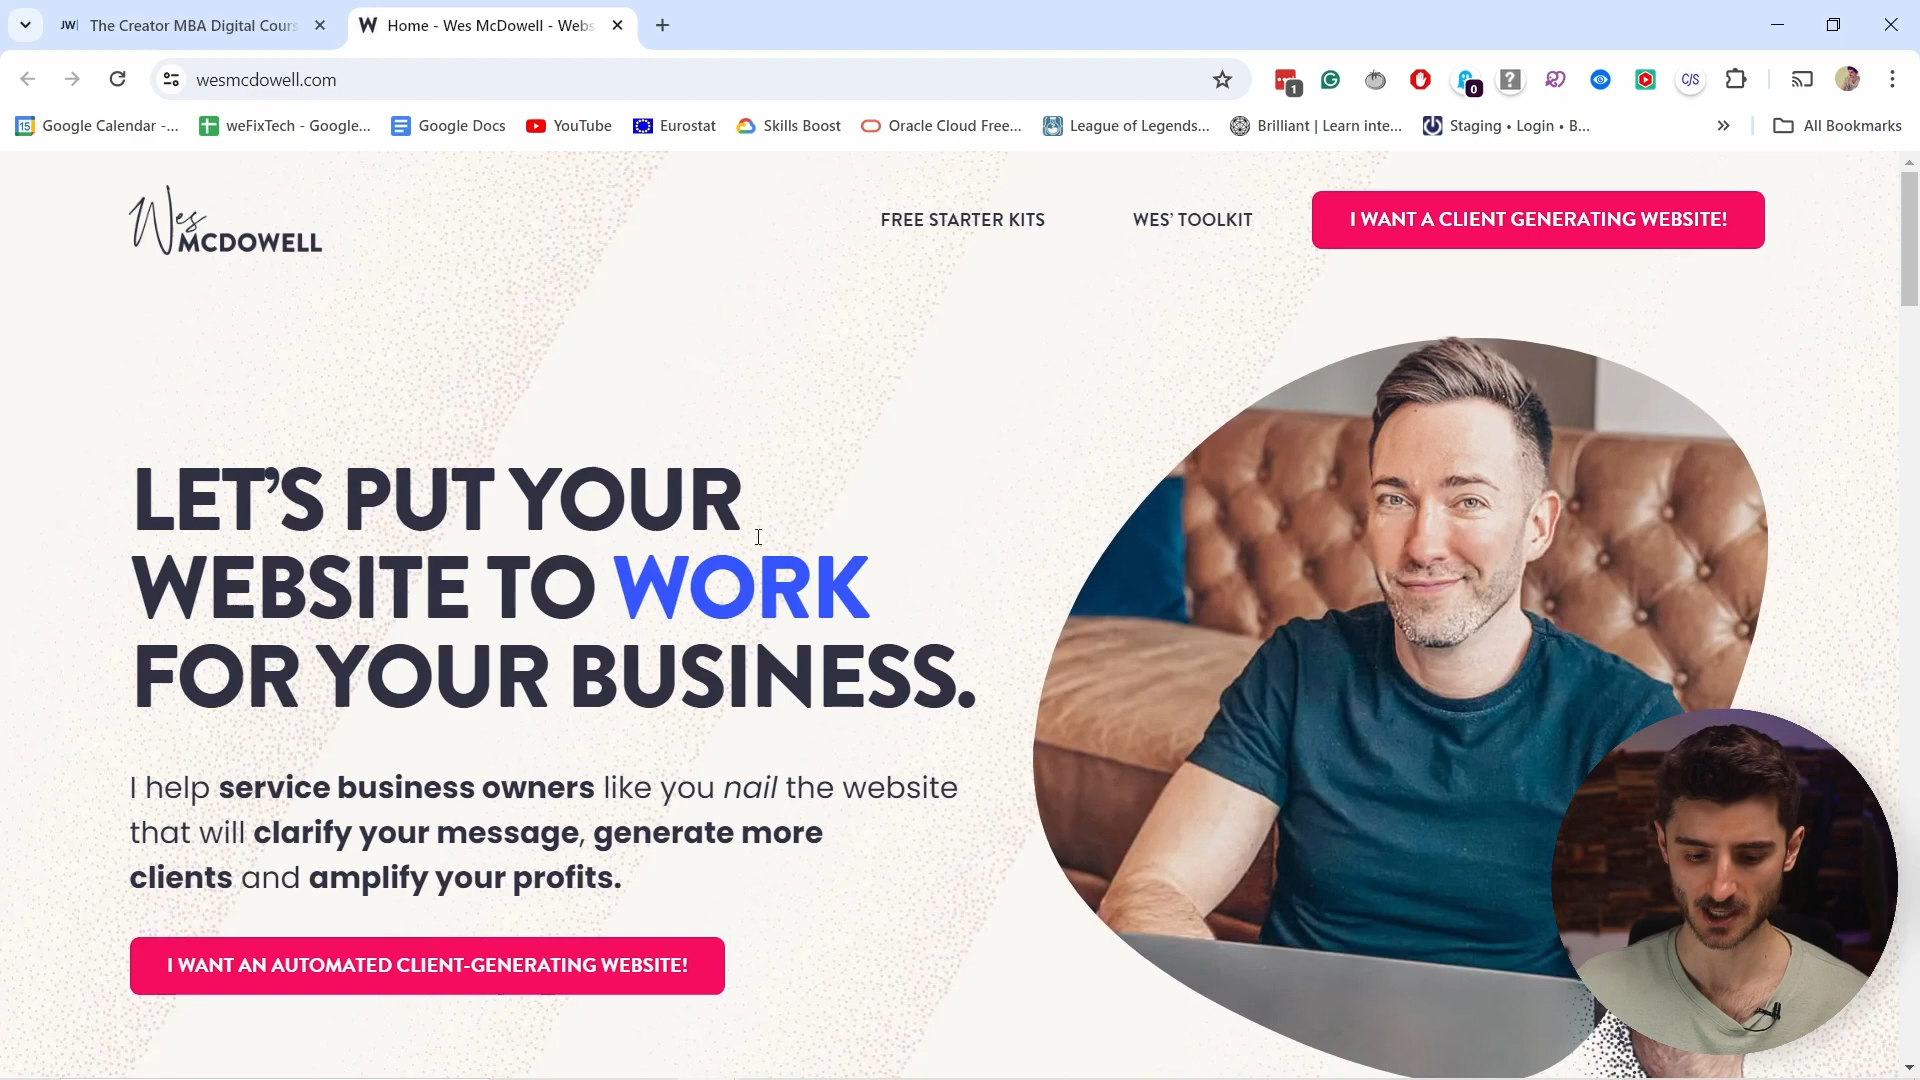 The Creator MBA Digital Cours
Home - Wes McDowell - Webs
wesmcdowell.com
1
0
C/S
15
Google Calendar -...
weFixTech - Google...
Google Docs
YouTube
Eurostat
Skills Boost
Oracle Cloud Free...
League of Legends...
Brilliant | Learn inte...
Staging • Login • B...
All Bookmarks
Wes
MCDOWELL
FREE STARTER KITS
WES' TOOLKIT
I WANT A CLIENT GENERATING WEBSITE!
LET'S PUT YOUR
WEBSITE TO WORK
FOR YOUR BUSINESS.
I help service business owners like you nail the website
that will clarify your message, generate more
clients and amplify your profits.
I WANT AN AUTOMATED CLIENT-GENERATING WEBSITE!